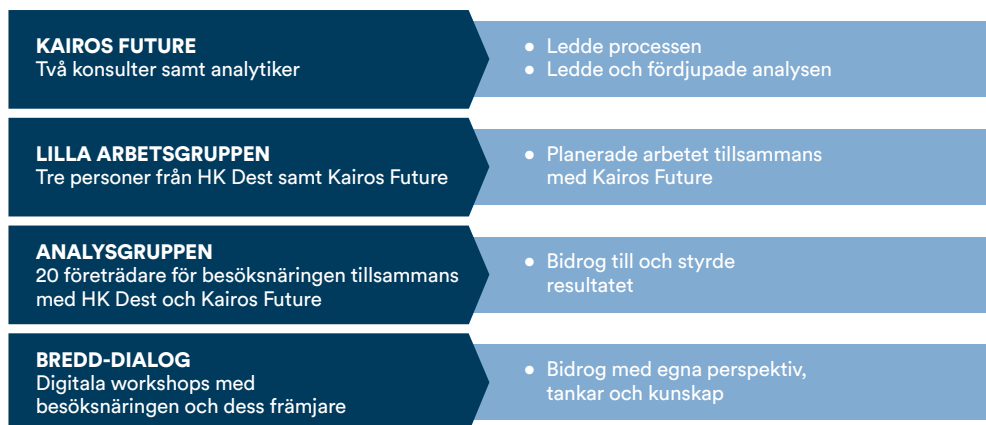 KAIROS FUTURE
Två konsulter samt analytiker
• Ledde processen
• Ledde och fördjupade analysen
LILLA ARBETSGRUPPEN
Tre personer från HK Dest samt Kairos Future
• Planerade arbetet tillsammans
med Kairos Future
ANALYSGRUPPEN
20 företrädare för besöksnäringen tillsammans
med HK Dest och Kairos Future
• Bidrog till och styrde
resultatet
BREDD-DIALOG
Digitala workshops med
besöksnäringen och dess främjare
• Bidrog med egna perspektiv,
tankar och kunskap